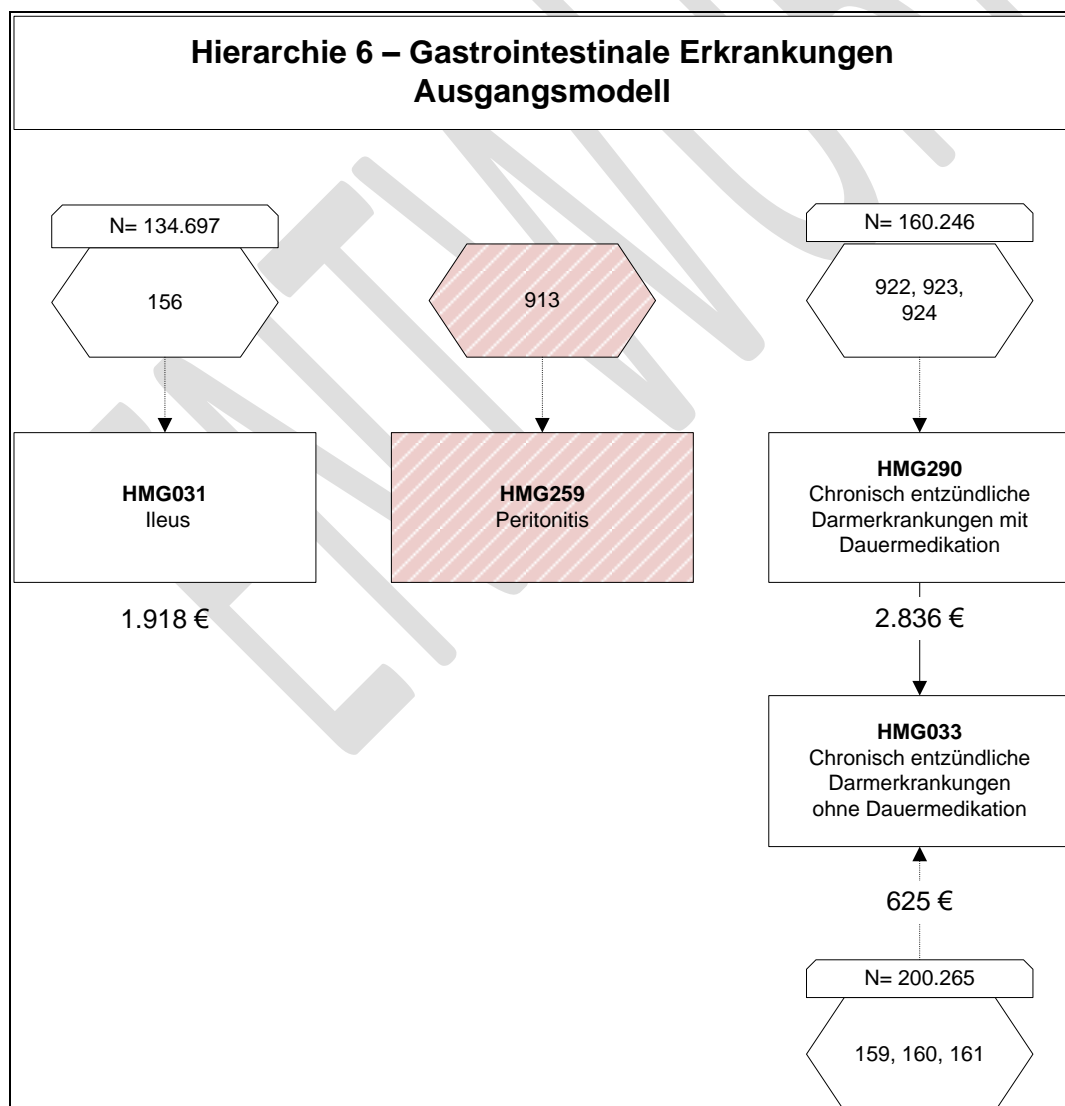 Hierarchie 6 – Gastrointestinale Erkrankungen
Ausgangsmodell
N= 134.697
156
913
N= 160.246
922, 923,
924
HMG031
Ileus
HMG259
Peritonitis
HMG290
Chronisch entzündliche
Darmerkrankungen mit
Dauermedikation
1.918 €
2.836 €
HMG033
Chronisch entzündliche
Darmerkrankungen
ohne Dauermedikation
625 €
N= 200.265
159, 160, 161